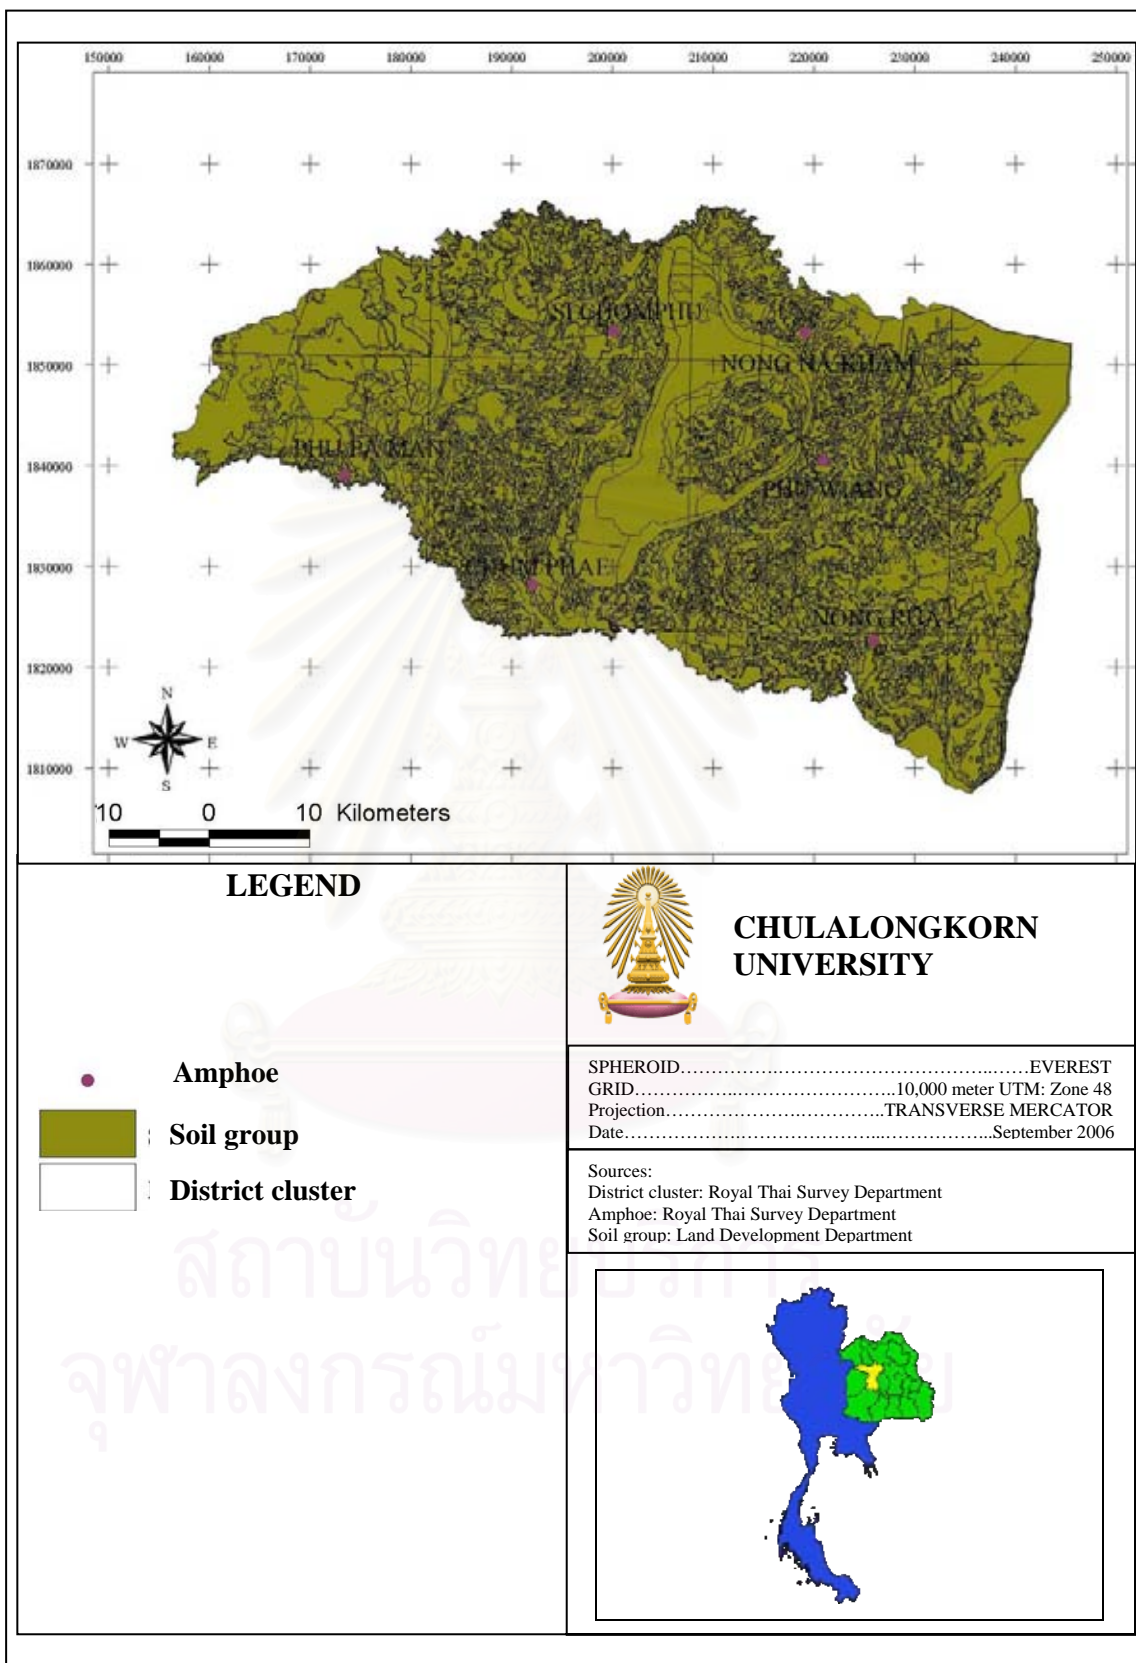 150000 160000 170000 180000 190000 200000 210000 220000 230000 240000 250000
1870000
1860000
SI CHOMPHU
1850000
NONG NA KHAM
PHU PA MAN
1840000
PHU WIANG
1830000
CHUM PHAE
NONG RUA
1820000
N
W E
S
1810000
10 0 10 Kilometers
LEGEND
CHULALONGKORN
UNIVERSITY
Amphoe
Soil group
District cluster
SPHEROID……………..……………………………..……EVEREST
GRID……………..……………………..10,000 meter UTM: Zone 48
Projection………………….…………..TRANSVERSE MERCATOR
Date………………..……………………...……………...September 2006
Sources:
District cluster: Royal Thai Survey Department
Amphoe: Royal Thai Survey Department
Soil group: Land Development Department
สถาบันวิทยบริการ
จุฬาลงกรณ์มหาวิทยาลัย